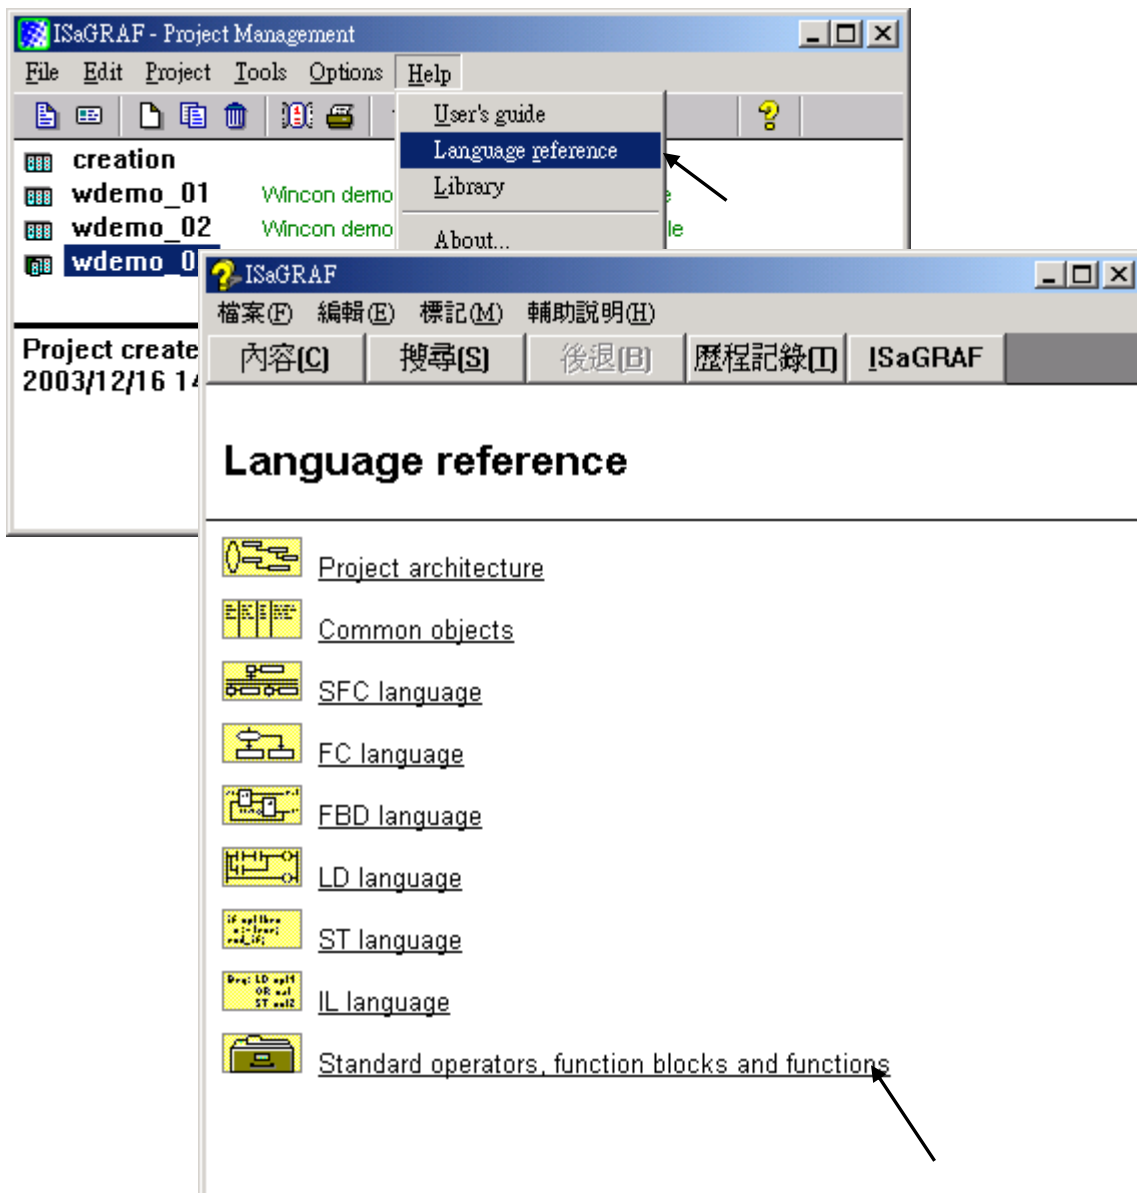 ISaGRAF - Project Management
File Edit Project Tools Options Help
User's guide
Language reference
Library
About...
creation
wdemo_01 Wincon demo e
wdemo_02 Wincon demo le
wdemo_0
Project create
2003/12/16 14
ISaGRAF
檔案(F) 編輯(E) 標記(M) 輔助說明(H)
內容(C) 搜尋(S) 後退(B) 歷程記錄(T) ISaGRAF
Language reference
Project architecture
Common objects
SFC language
FC language
FBD language
LD language
ST language
IL language
Standard operators, function blocks and functions